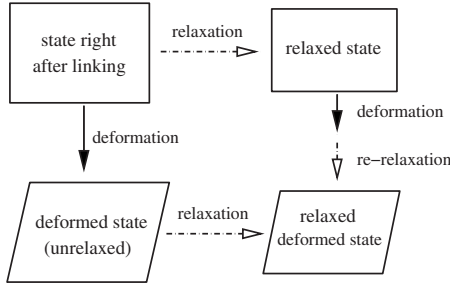 state right
after linking
relaxation
relaxed state
deformation
deformation
re−relaxation
deformed state
(unrelaxed)
relaxation
relaxed
deformed state